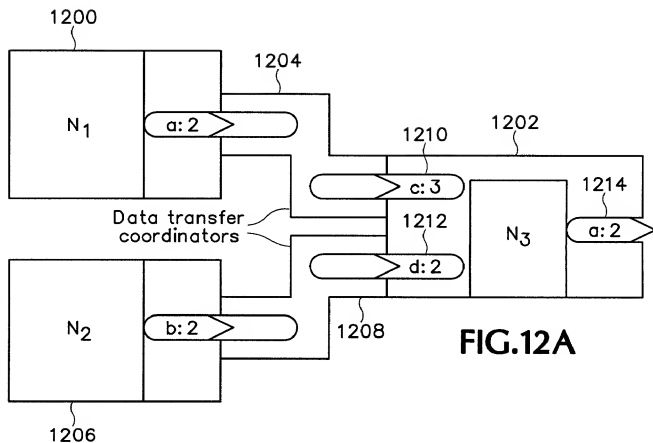 1200
1204
N1
a:2
1210
1202
c:3
1214
Data transfer
coordinators
1212
N3
a:2
d:2
N2
b:2
1208
FIG.12A
1206